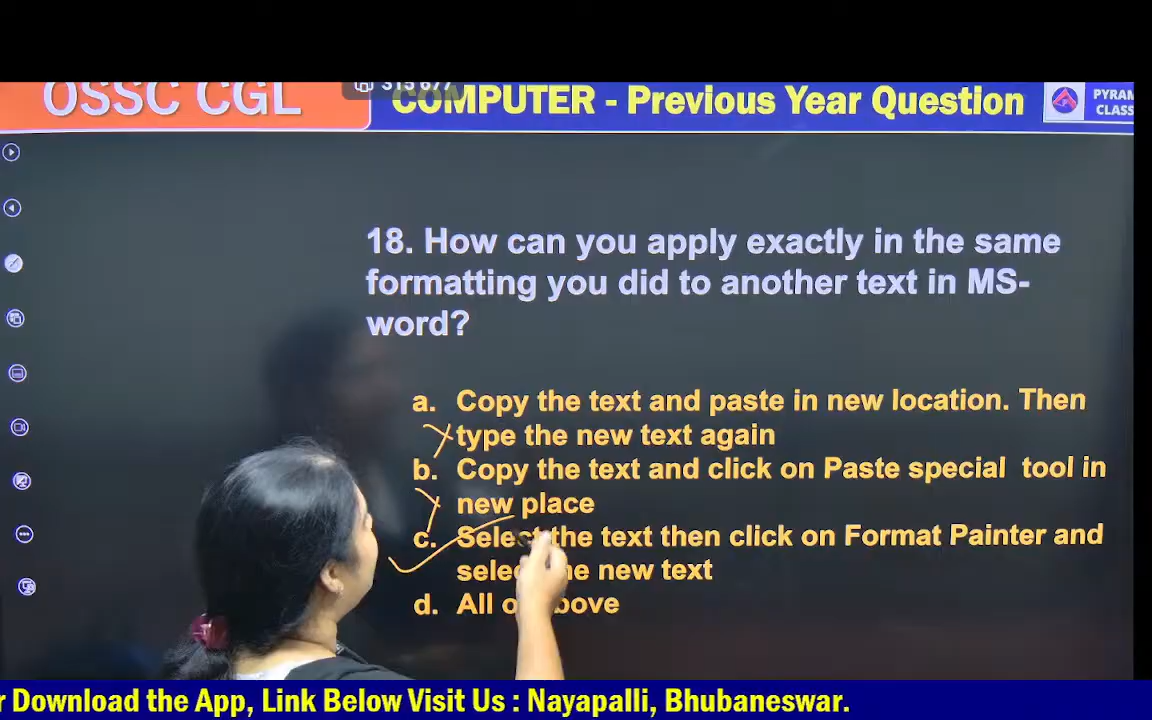 OSSC CGL
COMPUTER - Previous Year Question
18. How can you apply exactly in the same
formatting you did to another text in MS-
word?
a. Copy the text and paste in new location. Then
type the new text again
b. Copy the text and click on Paste special tool in
new place
c. Select the text then click on Format Painter and
new text
d. All
Download the App, Link Below Visit Us : Nayapalli, Bhubaneswar.